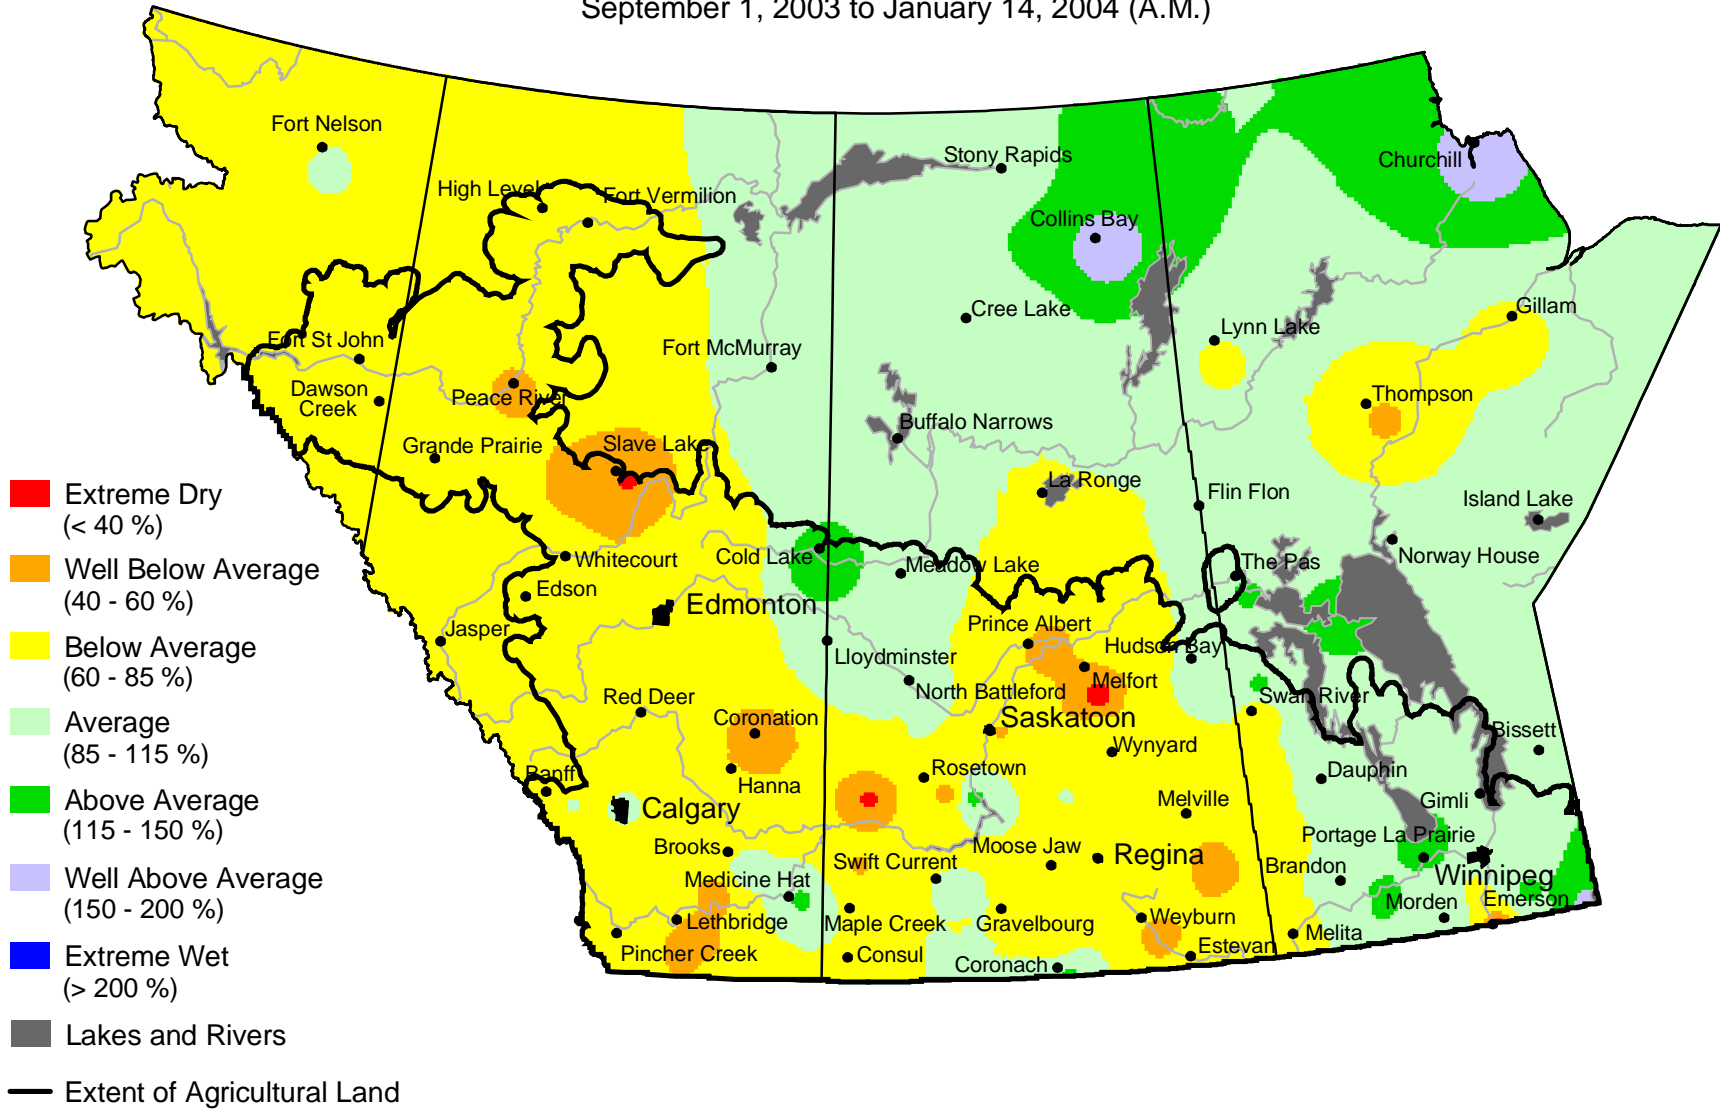 September 1, 2003 to January 14, 2004 (A.M.)
Fort Nelson
Stony Rapids
Churchill
High Level
Fort Vermilion
Collins Bay
Cree Lake
Gillam
Lynn Lake
Fort St John
Fort McMurray
Dawson
Creek
Peace River
Thompson
Buffalo Narrows
Grande Prairie
Slave Lake
La Ronge
Flin Flon
Island Lake
Extreme Dry
(< 40 %)
Whitecourt
Cold Lake
Meadow Lake
The Pas
Norway House
Well Below Average
(40 - 60 %)
Edson
Edmonton
Jasper
Prince Albert
Hudson Bay
Below Average
(60 - 85 %)
Lloydminster
Melfort
North Battleford
Red Deer
Swan River
Coronation
Saskatoon
Average
(85 - 115 %)
Bissett
Wynyard
Banff
Hanna
Rosetown
Dauphin
Above Average
(115 - 150 %)
Calgary
Melville
Gimli
Brooks
Swift Current
Moose Jaw
Regina
Portage La Prairie
Brandon
Winnipeg
Well Above Average
(150 - 200 %)
Medicine Hat
Lethbridge
Maple Creek
Gravelbourg
Weyburn
Morden
Emerson
Melita
Pincher Creek
Consul
Coronach
Estevan
Extreme Wet
(> 200 %)
Lakes and Rivers
Extent of Agricultural Land